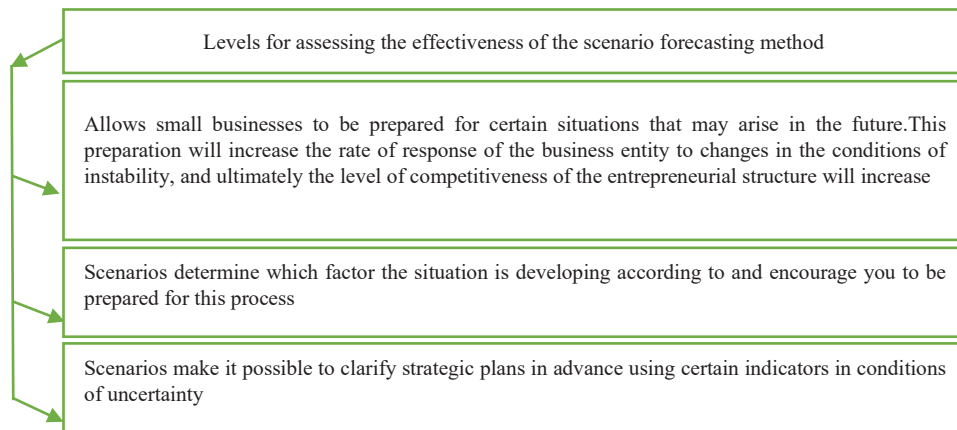 Levels for assessing the effectiveness of the scenario forecasting method
Allows small businesses to be prepared for certain situations that may arise in the future.This
preparation will increase the rate of response of the business entity to changes in the conditions of
instability, and ultimately the level of competitiveness of the entrepreneurial structure will increase
Scenarios determine which factor the situation is developing according to and encourage you to be
prepared for this process
Scenarios make it possible to clarify strategic plans in advance using certain indicators in conditions
of uncertainty